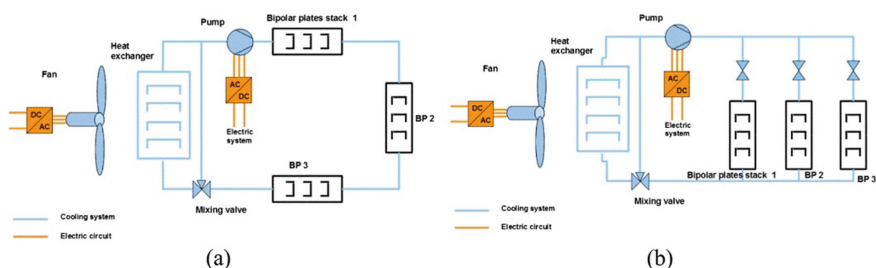 Pump
Bipolar plates stack 1
Heat
exchanger
Fan
DC
AC
AC
DC
Electric
system
BP 2
BP 3
Mixing valve
Cooling system
Electric circuit
(a)
Pump
Heat
exchanger
Fan
DC
AC
AC
DC
Electric
system
Bipolar plates stack 1
BP 2
BP 3
Mixing valve
Cooling system
Electric circuit
(b)